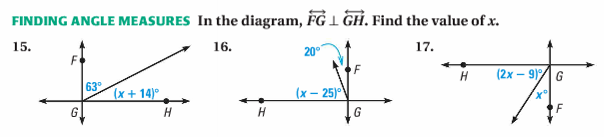 FINDING ANGLE MEASURES In the diagram, FG ⊥ GH. Find the value of x.
15.
F
63°
(x + 14)°
G
H
16.
20°
F
(x − 25)°
H
G
17.
H
(2x − 9)°
G
x°
F